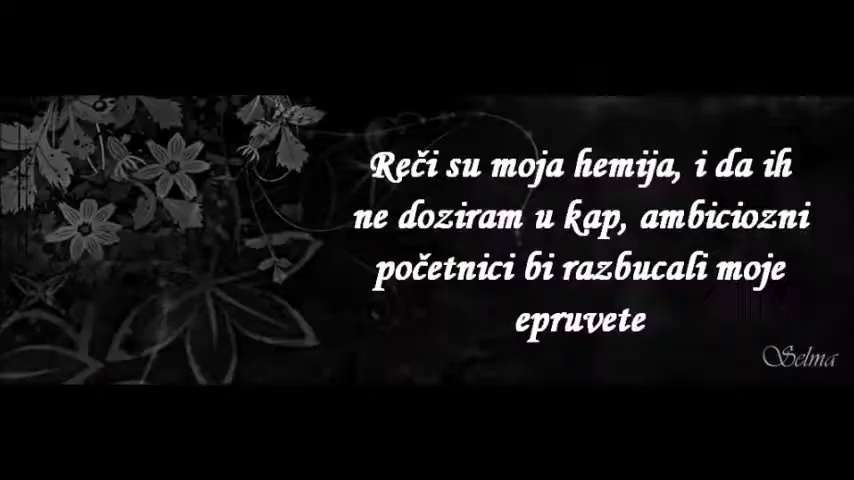 Reči su moja hemija, i da ih
ne doziram u kap, ambiciozni
početnici bi razbucali moje
epruvete
Selma